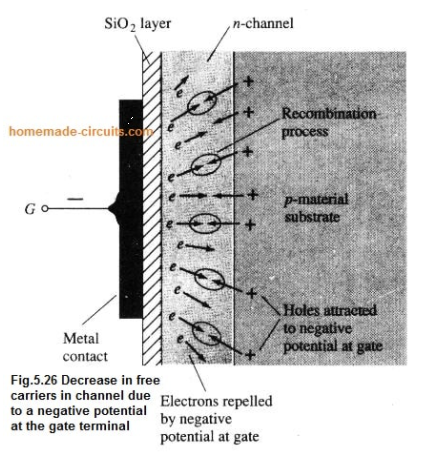 SiO2 layer
n-channel
homemade-circuits.com
Recombination
process
p-material
substrate
G
−
e
e
e
e
e
e
e
e
e
e
e
+
+
+
+
+
+
+
Holes attracted
to negative
potential at gate
Metal
contact
Fig.5.26 Decrease in free
carriers in channel due
to a negative potential
at the gate terminal
Electrons repelled
by negative
potential at gate